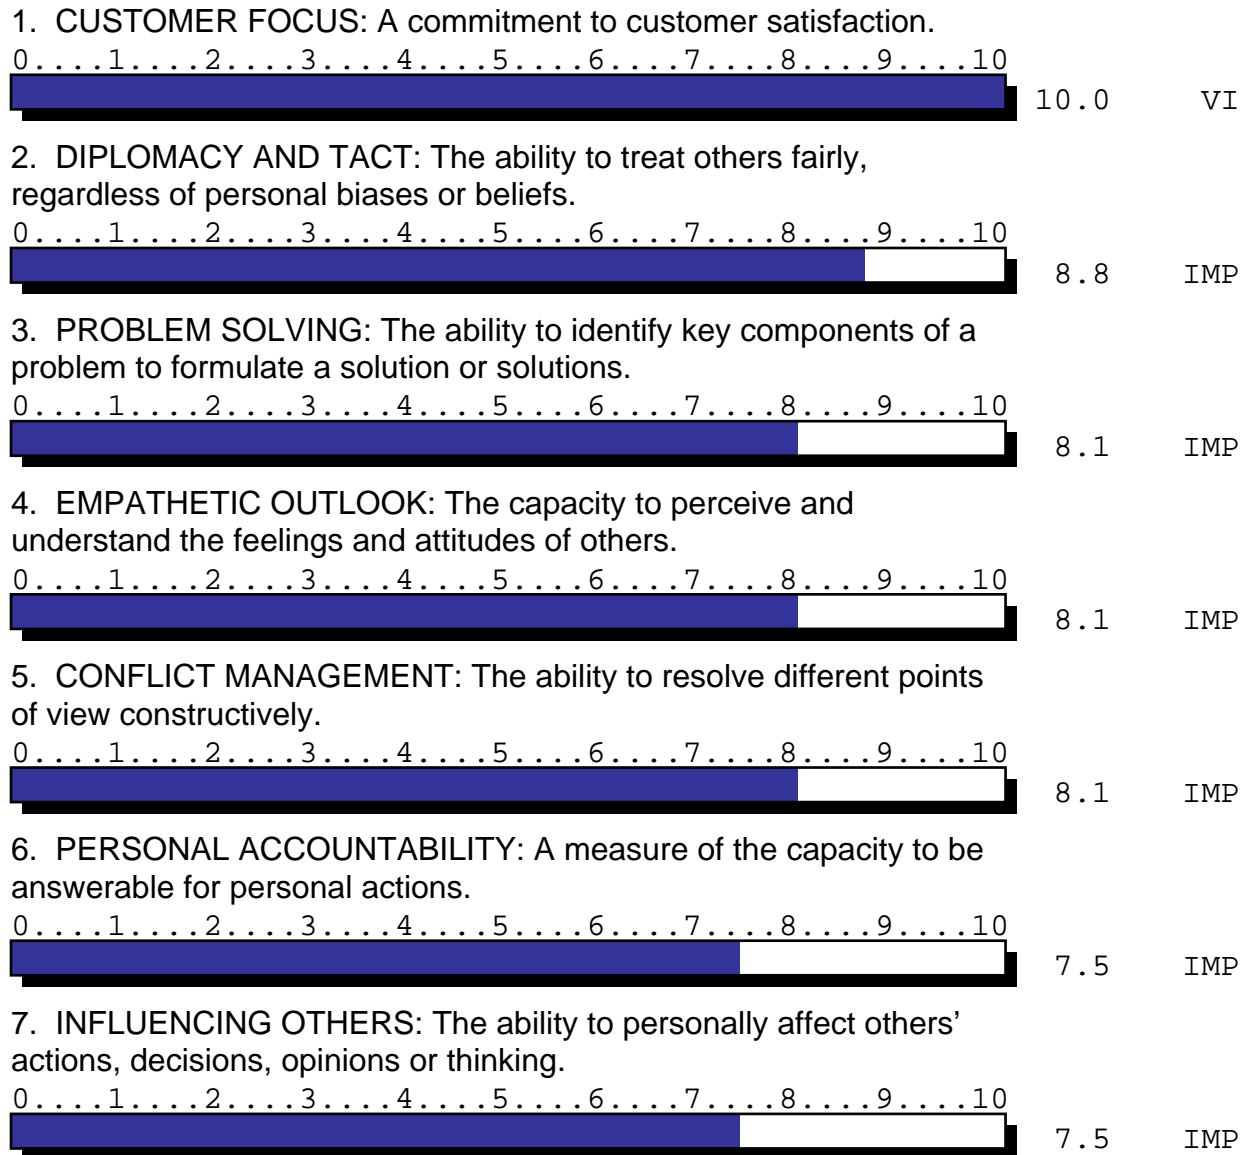 1.  CUSTOMER FOCUS: A commitment to customer satisfaction.
0....1....2....3....4....5....6....7....8....9....10
10.0 VI
2.  DIPLOMACY AND TACT: The ability to treat others fairly,
regardless of personal biases or beliefs.
0....1....2....3....4....5....6....7....8....9....10
8.8 IMP
3.  PROBLEM SOLVING: The ability to identify key components of a
problem to formulate a solution or solutions.
0....1....2....3....4....5....6....7....8....9....10
8.1 IMP
4.  EMPATHETIC OUTLOOK: The capacity to perceive and
understand the feelings and attitudes of others.
0....1....2....3....4....5....6....7....8....9....10
8.1 IMP
5.  CONFLICT MANAGEMENT: The ability to resolve different points
of view constructively.
0....1....2....3....4....5....6....7....8....9....10
8.1 IMP
6.  PERSONAL ACCOUNTABILITY: A measure of the capacity to be
answerable for personal actions.
0....1....2....3....4....5....6....7....8....9....10
7.5 IMP
7.  INFLUENCING OTHERS: The ability to personally affect others’
actions, decisions, opinions or thinking.
0....1....2....3....4....5....6....7....8....9....10
7.5 IMP